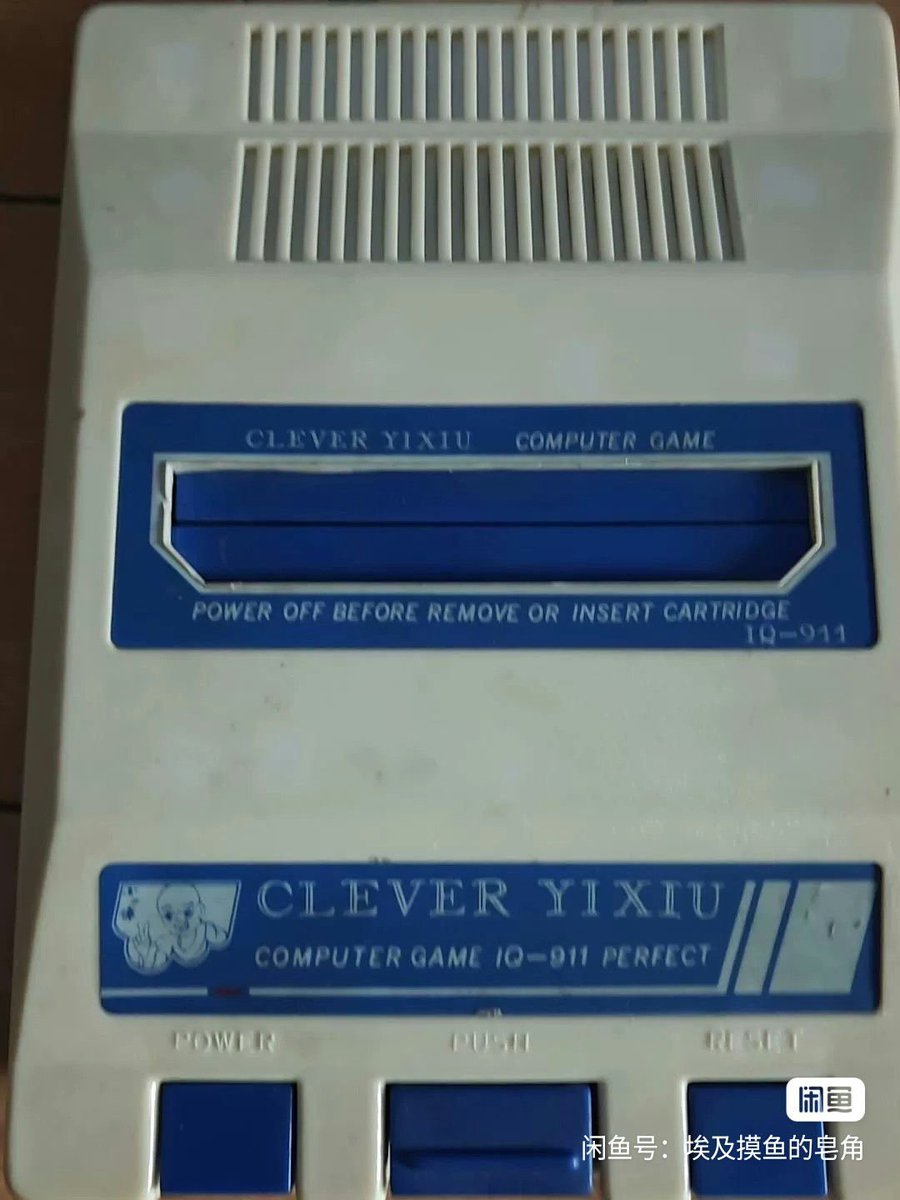 CLEVER YIXIU COMPUTER GAME
POWER OFF BEFORE REMOVE OR INSERT CARTRIDGE
IQ-911
CLEVER YIXIU
COMPUTER GAME IQ-911 PERFECT
POWER PUSH RESET
闲鱼
闲鱼号：埃及摸鱼的皂角